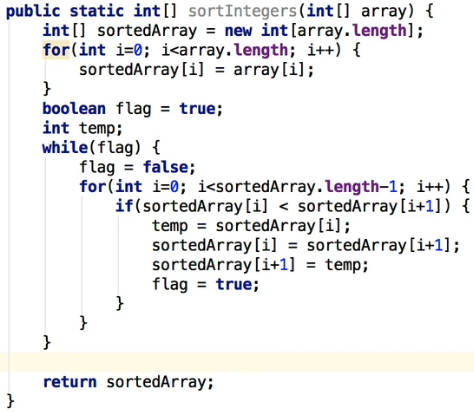 public static int[] sortIntegers(int[] array) {
    int[] sortedArray = new int[array.length];
    for(int i=0; i<array.length; i++) {
        sortedArray[i] = array[i];
    }
    boolean flag = true;
    int temp;
    while(flag) {
        flag = false;
        for(int i=0; i<sortedArray.length-1; i++) {
            if(sortedArray[i] < sortedArray[i+1]) {
                temp = sortedArray[i];
                sortedArray[i] = sortedArray[i+1];
                sortedArray[i+1] = temp;
                flag = true;
            }
        }
    }
    return sortedArray;
}